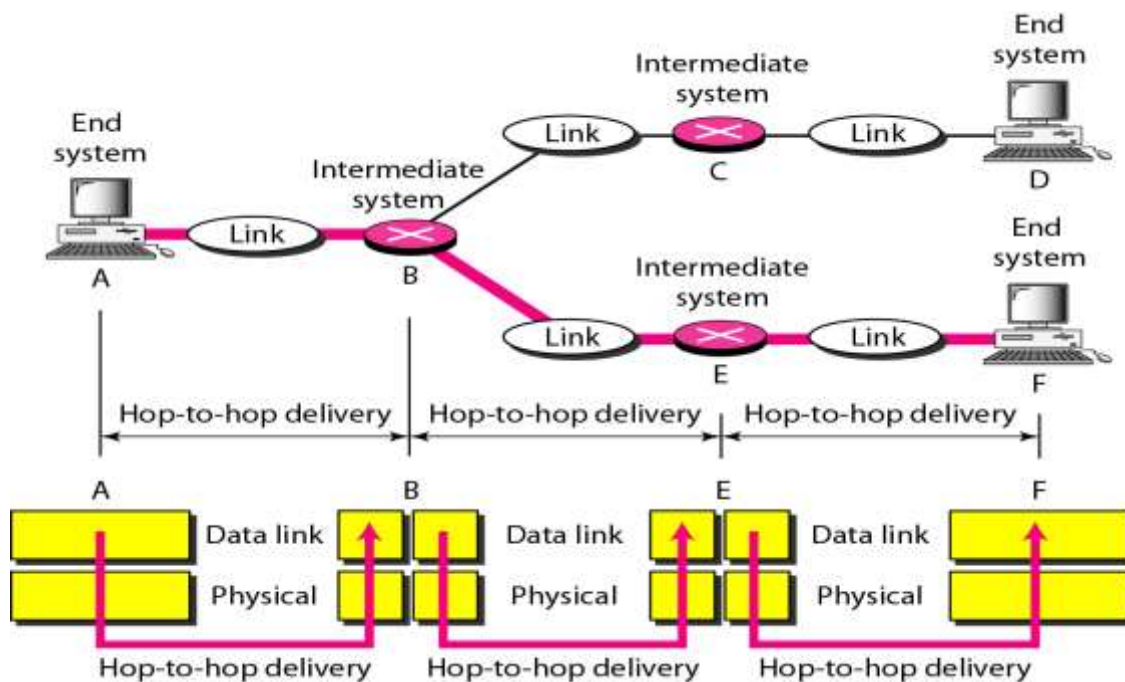 End
system
Intermediate
system
Link
Link
C
D
End
system
A
Intermediate
system
Link
B
End
system
Intermediate
system
Link
Link
E
F
Hop-to-hop delivery
Hop-to-hop delivery
Hop-to-hop delivery
A
B
E
F
Data link
Data link
Data link
Physical
Physical
Physical
Hop-to-hop delivery
Hop-to-hop delivery
Hop-to-hop delivery